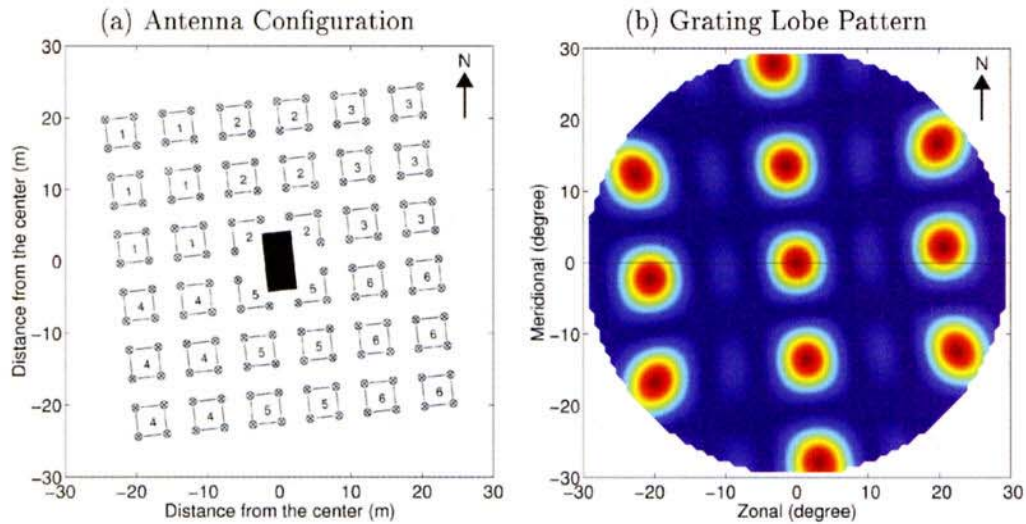 (a) Antenna Configuration
(b) Grating Lobe Pattern
30
20
10
0
−10
−20
−30
Distance from the center (m)
N
1 1 2 2 3 3
1 1 2 2 3 3
1 1 2 2 3 3
4 4 5 5 6 6
4 4 5 5 6 6
4 4 5 5 6 6
−30 −20 −10 0 10 20 30
Distance from the center (m)
30
20
10
0
−10
−20
−30
Meridional (degree)
N
−30 −20 −10 0 10 20 30
Zonal (degree)